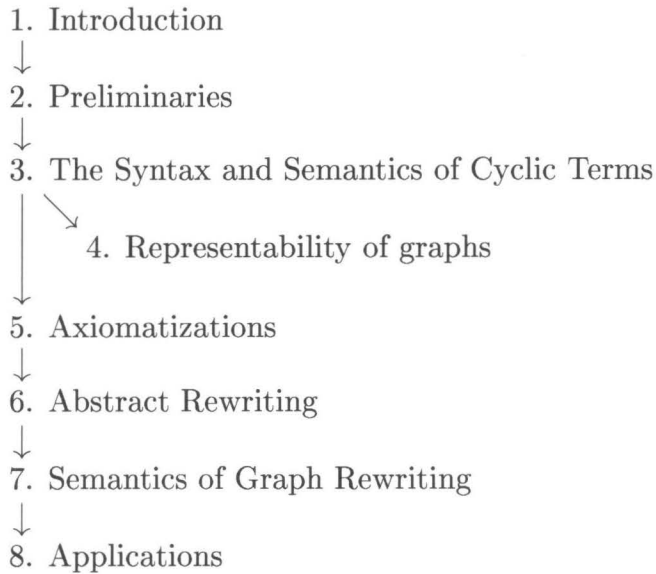 1. Introduction
2. Preliminaries
3. The Syntax and Semantics of Cyclic Terms
4. Representability of graphs
5. Axiomatizations
6. Abstract Rewriting
7. Semantics of Graph Rewriting
8. Applications